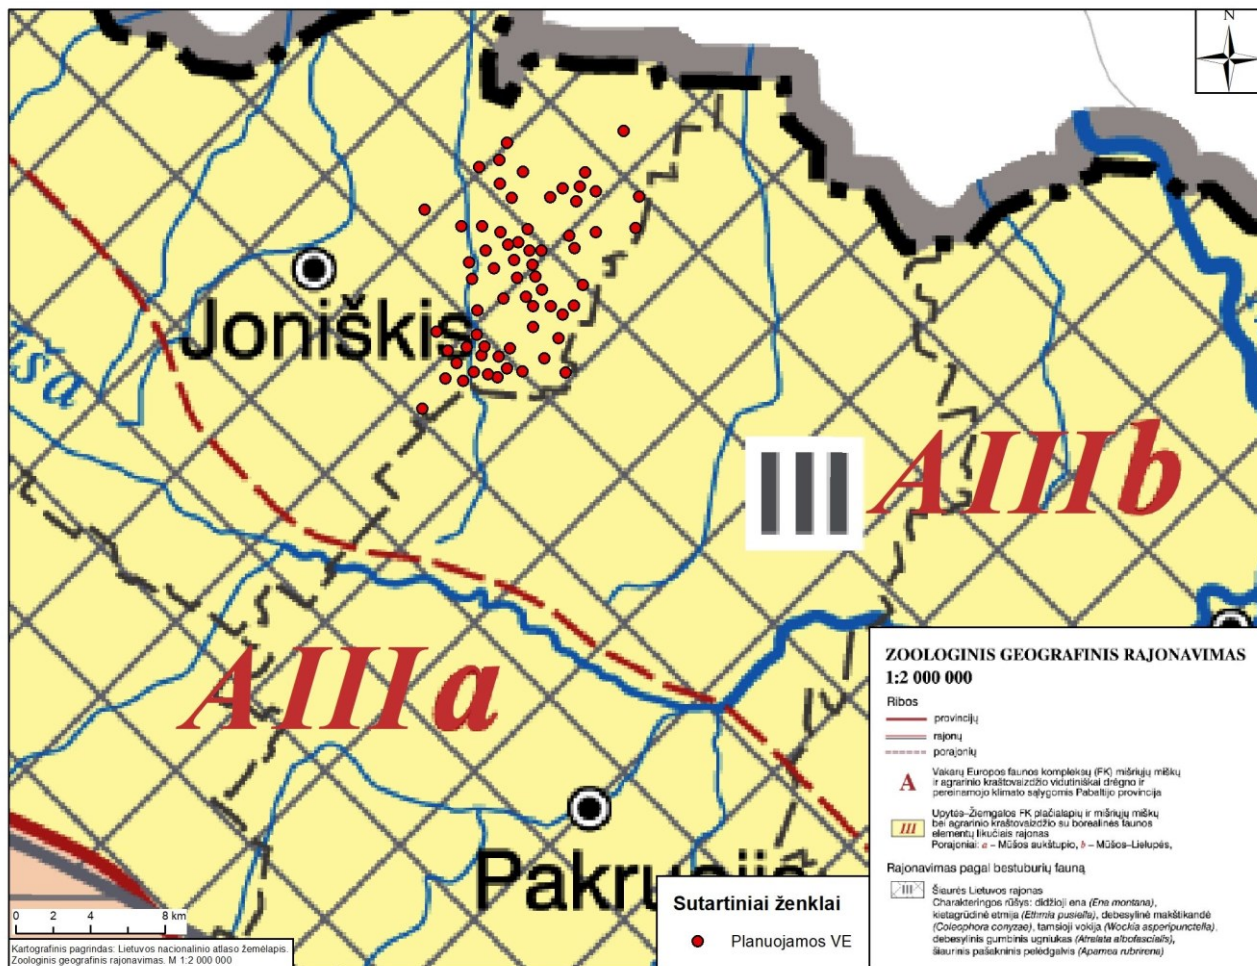 N
Joniškis
ūša
III
AIIIb
AIIIa
Pakruojis
ZOOLOGINIS GEOGRAFINIS RAJONAVIMAS
1:2 000 000
Ribos
provincijų
rajonų
porajonių
A
Vakarų Europos faunos kompleksų (FK) mišriųjų miškų
ir agrarinio kraštovaizdžio vidutiniškai drėgno ir
pereinamojo klimato sąlygomis Pabaltijo provincija
III
Upytės–Žiemgalos FK plačialapių ir mišriųjų miškų
bei agrarinio kraštovaizdžio su borealinės faunos
elementų likučiais rajonas
Porajoniai: a – Mūšos aukštupio, b – Mūšos–Lielupės,
Rajonavimas pagal bestuburių fauną
III
Šiaurės Lietuvos rajonas
Charakteringos rūšys: didžioji ena (Ena montana),
kietagrūdinė etmija (Ethmia pusiella), debesylinė makštikandė
(Coleophora conyzae), tamsioji vokija (Wockia asperipunctella),
debesylinis gumbinis ugniukas (Atralata albofascialis),
šiaurinis pašakninis pelėdgalvis (Apamea rubrirena)
Sutartiniai ženklai
Planuojamos VE
0 2 4 8 km
Kartografinis pagrindas: Lietuvos nacionalinio atlaso žemėlapis.
Zoologinis geografinis rajonavimas. M 1:2 000 000